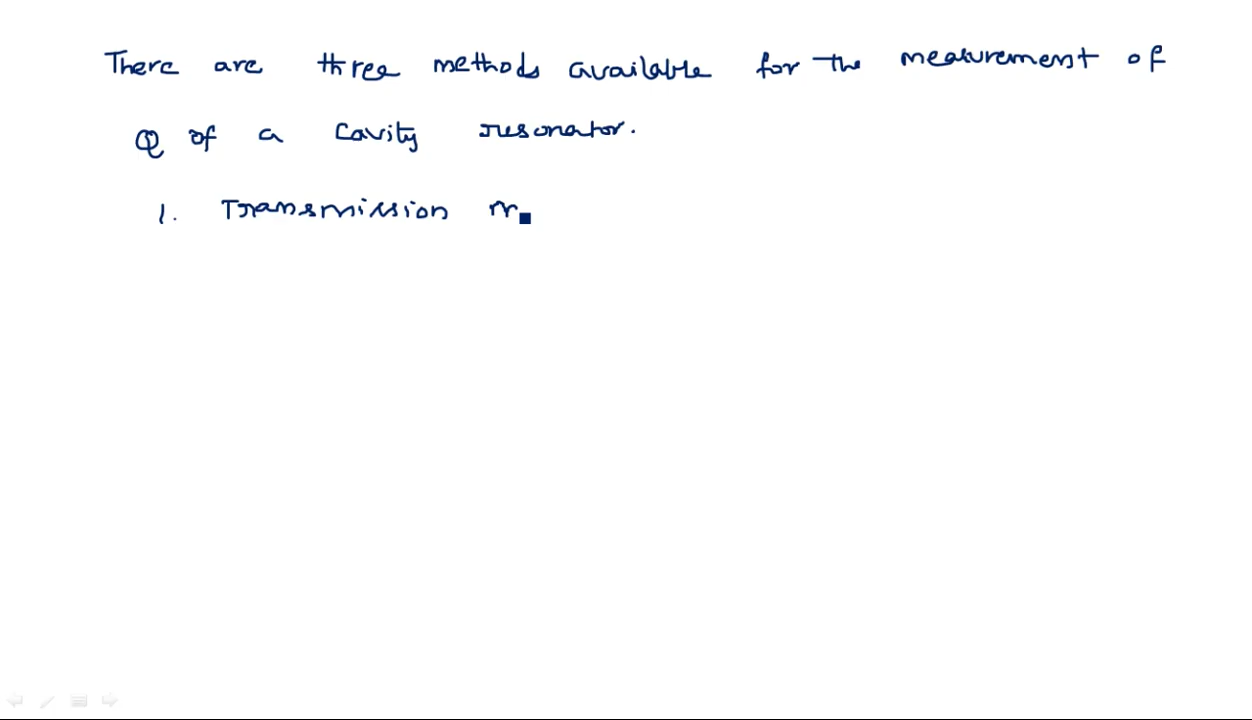 There are three methods available for the measurement of
Q of a cavity resonator.
1. Transmission m